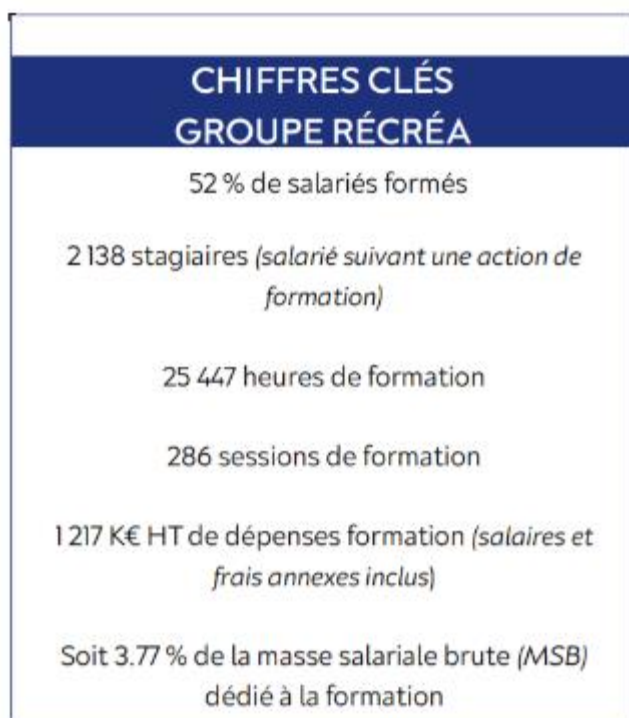 CHIFFRES CLÉS
GROUPE RÉCRÉA
52 % de salariés formés
2 138 stagiaires (salarié suivant une action de
formation)
25 447 heures de formation
286 sessions de formation
1 217 K€ HT de dépenses formation (salaires et
frais annexes inclus)
Soit 3.77 % de la masse salariale brute (MSB)
dédié à la formation